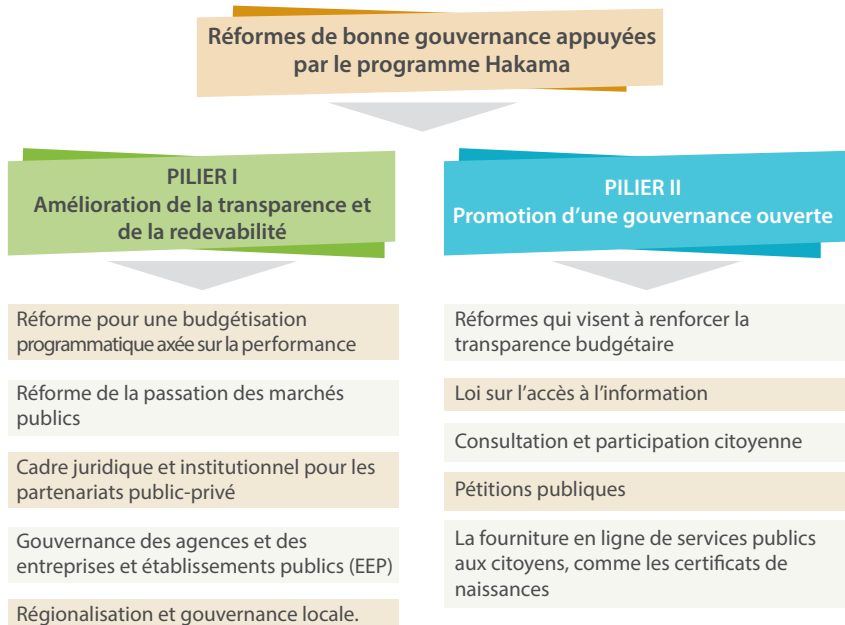 Réformes de bonne gouvernance appuyées
par le programme Hakama
PILIER I
Amélioration de la transparence et
de la redevabilité
Réforme pour une budgétisation
programmatique axée sur la performance
Réforme de la passation des marchés
publics
Cadre juridique et institutionnel pour les
partenariats public-privé
Gouvernance des agences et des
entreprises et établissements publics (EEP)
Régionalisation et gouvernance locale.
PILIER II
Promotion d’une gouvernance ouverte
Réformes qui visent à renforcer la
transparence budgétaire
Loi sur l’accès à l’information
Consultation et participation citoyenne
Pétitions publiques
La fourniture en ligne de services publics
aux citoyens, comme les certificats de
naissances